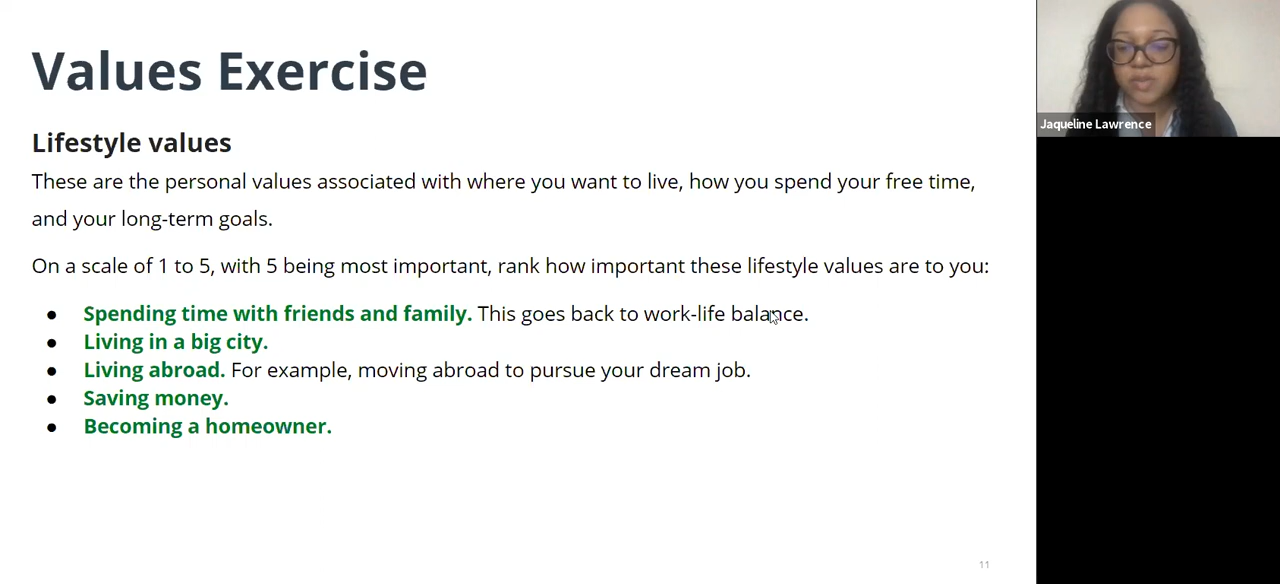 Values Exercise
Lifestyle values
These are the personal values associated with where you want to live, how you spend your free time,
and your long-term goals.
On a scale of 1 to 5, with 5 being most important, rank how important these lifestyle values are to you:
● Spending time with friends and family. This goes back to work-life balance.
● Living in a big city.
● Living abroad. For example, moving abroad to pursue your dream job.
● Saving money.
● Becoming a homeowner.
11
Jaqueline Lawrence